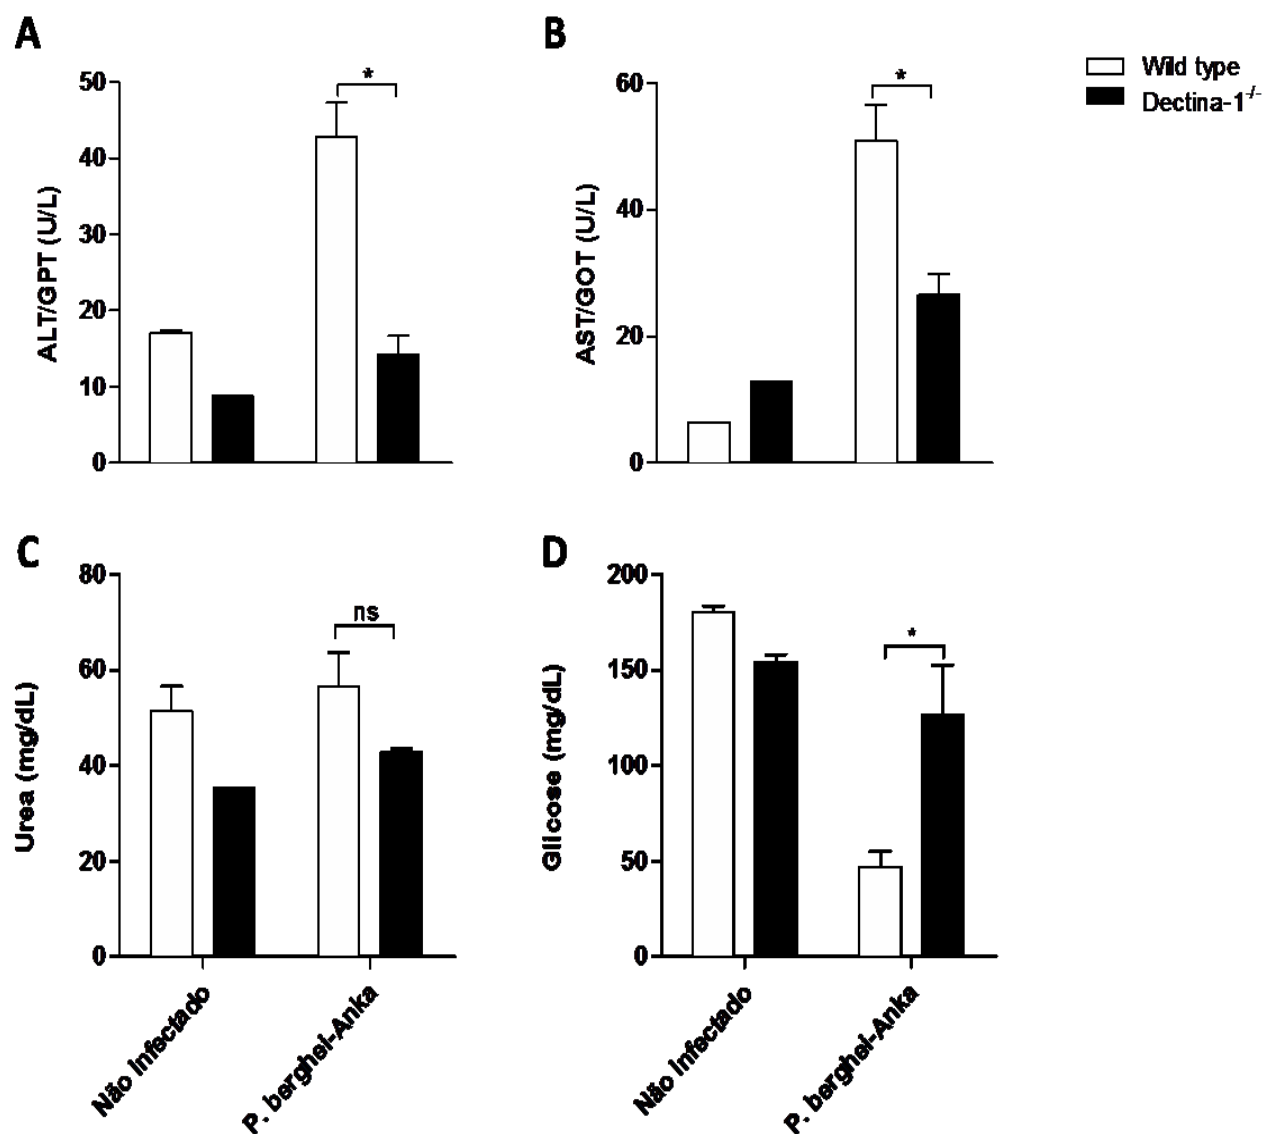 A
ALT/GPT (U/L)
50
40
30
20
10
0
*
B
AST/GOT (U/L)
60
40
20
0
*
Wild type
Dectina-1-/-
C
Urea (mg/dL)
80
60
40
20
0
ns
Não Infectado
P. berghei-Anka
D
Glicose (mg/dL)
200
150
100
50
0
*
Não Infectado
P. berghei-Anka